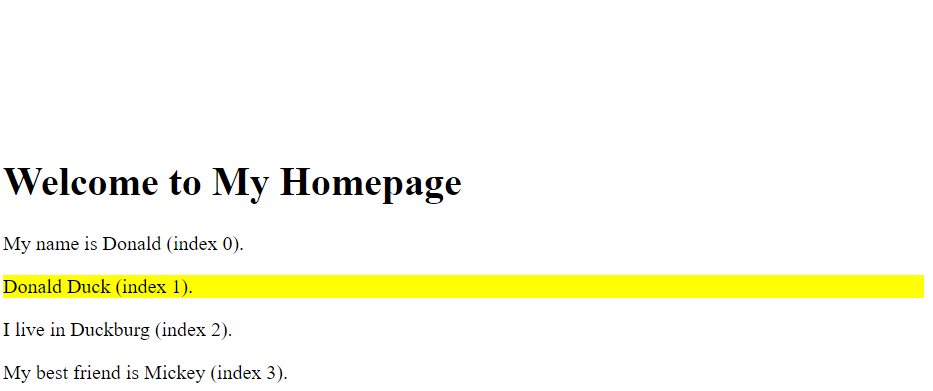 Welcome to My Homepage
My name is Donald (index 0).
Donald Duck (index 1).
I live in Duckburg (index 2).
My best friend is Mickey (index 3).